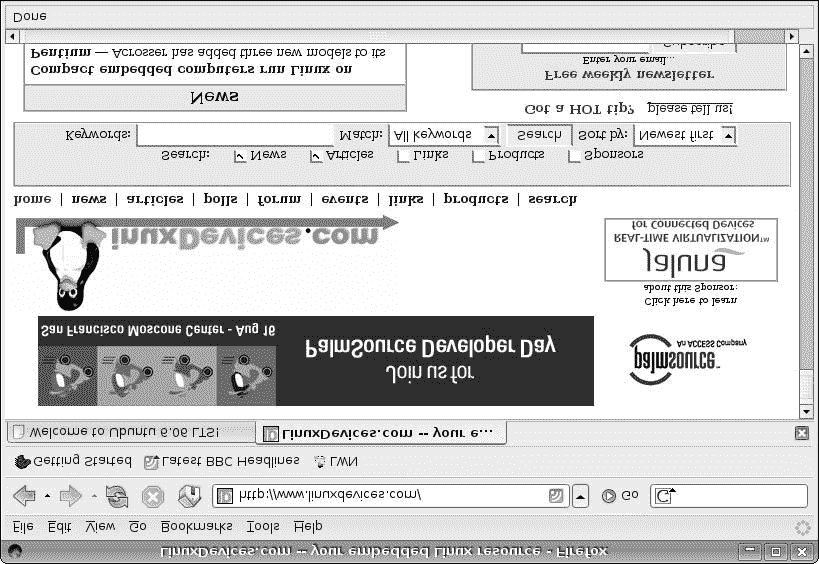 LinuxDevices.com -- your embedded Linux resource - Firefox
File Edit View Go Bookmarks Tools Help
http://www.linuxdevices.com/ Go
Getting Started Latest BBC Headlines LWN
Welcome to Ubuntu 6.06 LTS! LinuxDevices.com -- your e...
Join us for
PalmSource Developer Day
San Francisco Moscone Center - Aug 16
palmsource™
An ACCESS Company
Click here to learn
about this Sponsor:
jaluna
REAL-TIME VIRTUALIZATION™
for Connected Devices
LinuxDevices.com
home | news | articles | polls | forum | events | links | products | search
Search: News Articles Links Products Sponsors
Keywords: Match: All keywords Search Sort by: Newest first
Got a HOT tip? please tell us!
News
Compact embedded computers run Linux on
Pentium — Acrosser has added three new models to its
Free weekly newsletter
Enter your email...
Subscribe
Done